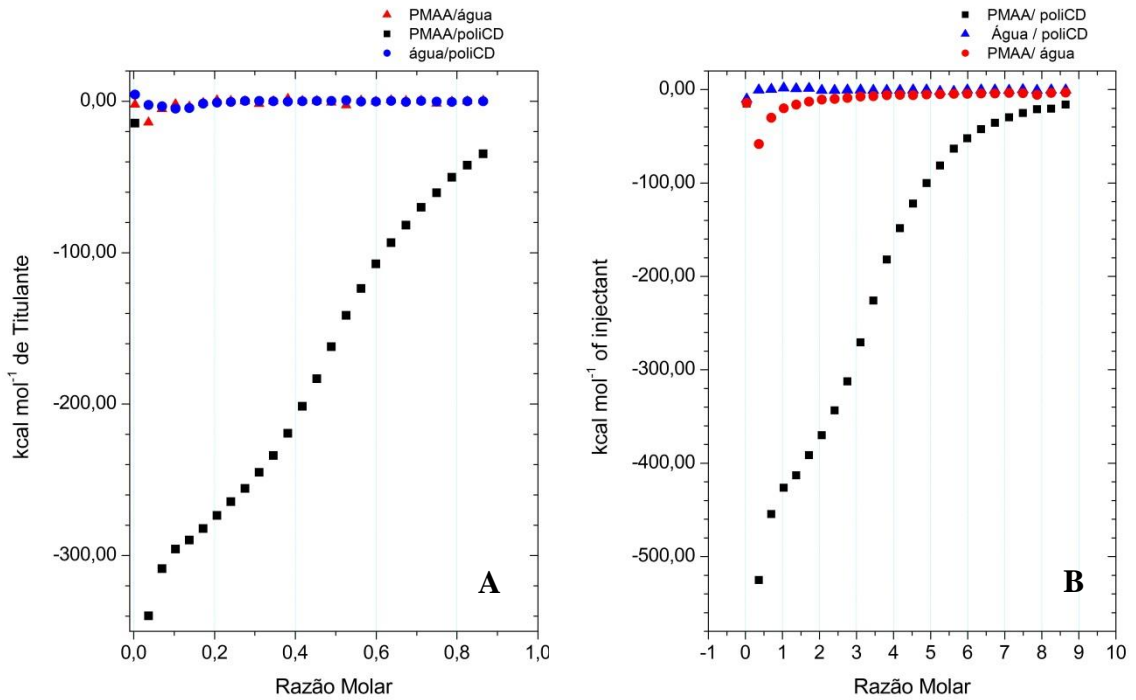 PMAA/água
PMAA/poliCD
água/poliCD
0,00
-100,00
-200,00
-300,00
kcal mol⁻¹ de Titulante
A
0,0 0,2 0,4 0,6 0,8 1,0
Razão Molar
PMAA/ poliCD
Água / poliCD
PMAA/ água
0,00
-100,00
-200,00
-300,00
-400,00
-500,00
kcal mol⁻¹ of injectant
B
-1 0 1 2 3 4 5 6 7 8 9 10
Razão Molar